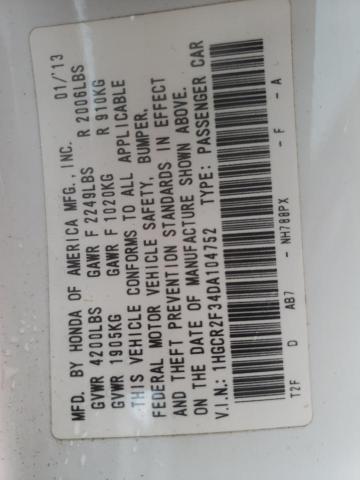 MFD. BY HONDA OF AMERICA MFG., INC. 01/'13
GVWR 4200LBS GAWR F 2249LBS R 2006LBS
GVWR 1905KG GAWR F 1020KG R 910KG
THIS VEHICLE CONFORMS TO ALL APPLICABLE
FEDERAL MOTOR VEHICLE SAFETY, BUMPER,
AND THEFT PREVENTION STANDARDS IN EFFECT
ON THE DATE OF MANUFACTURE SHOWN ABOVE.
V.I.N.: 1HGCR2F34DA104752 TYPE: PASSENGER CAR
T2F D AB7 - NH788PX - F - A